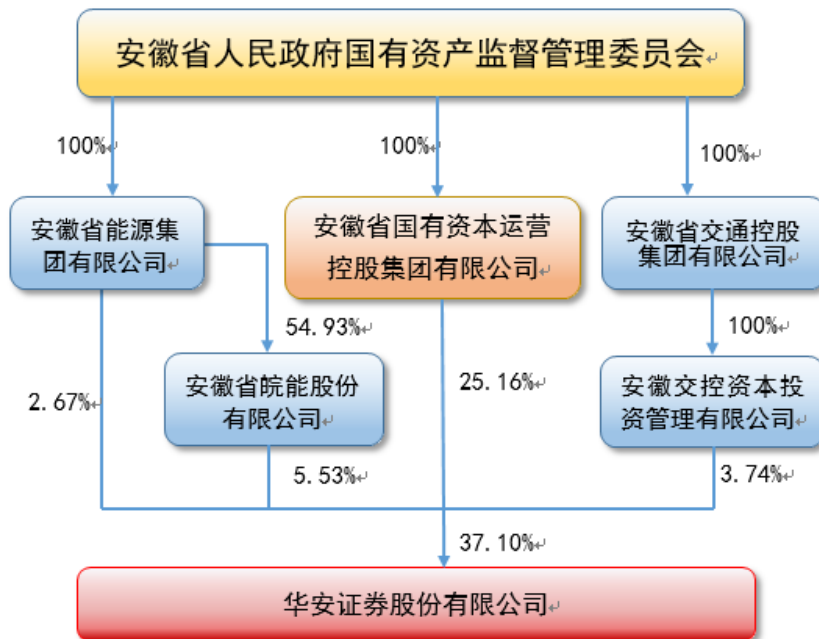 安徽省人民政府国有资产监督管理委员会
100%
100%
100%
安徽省能源集
团有限公司
安徽省国有资本运营
控股集团有限公司
安徽省交通控股
集团有限公司
54.93%
100%
2.67%
安徽省皖能股份
有限公司
25.16%
安徽交控资本投
资管理有限公司
5.53%
3.74%
37.10%
华安证券股份有限公司